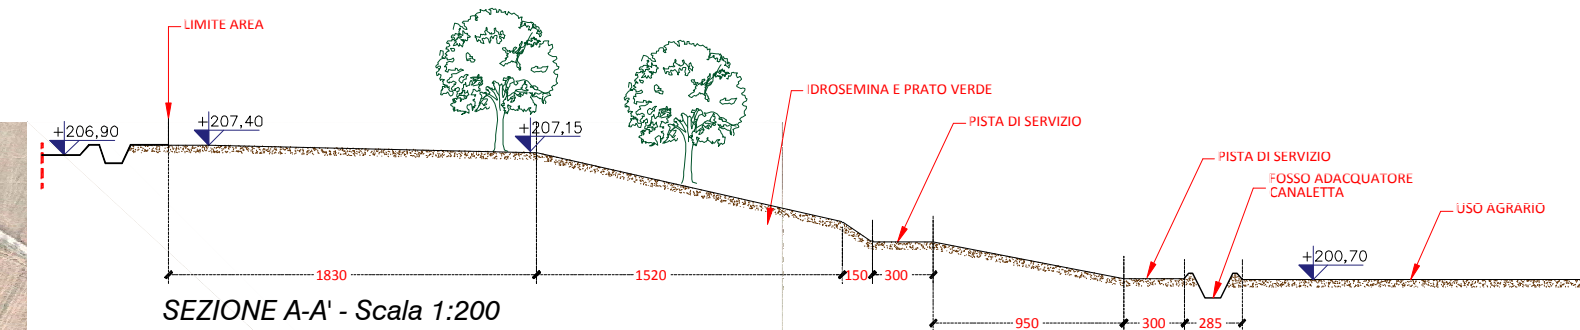 LIMITE AREA
+206,90
+207,40
+207,15
IDROSEMINA E PRATO VERDE
PISTA DI SERVIZIO
PISTA DI SERVIZIO
FOSSO ADACQUATORE
CANALETTA
USO AGRARIO
+200,70
1830
1520
150
300
950
300
285
SEZIONE A-A' - Scala 1:200